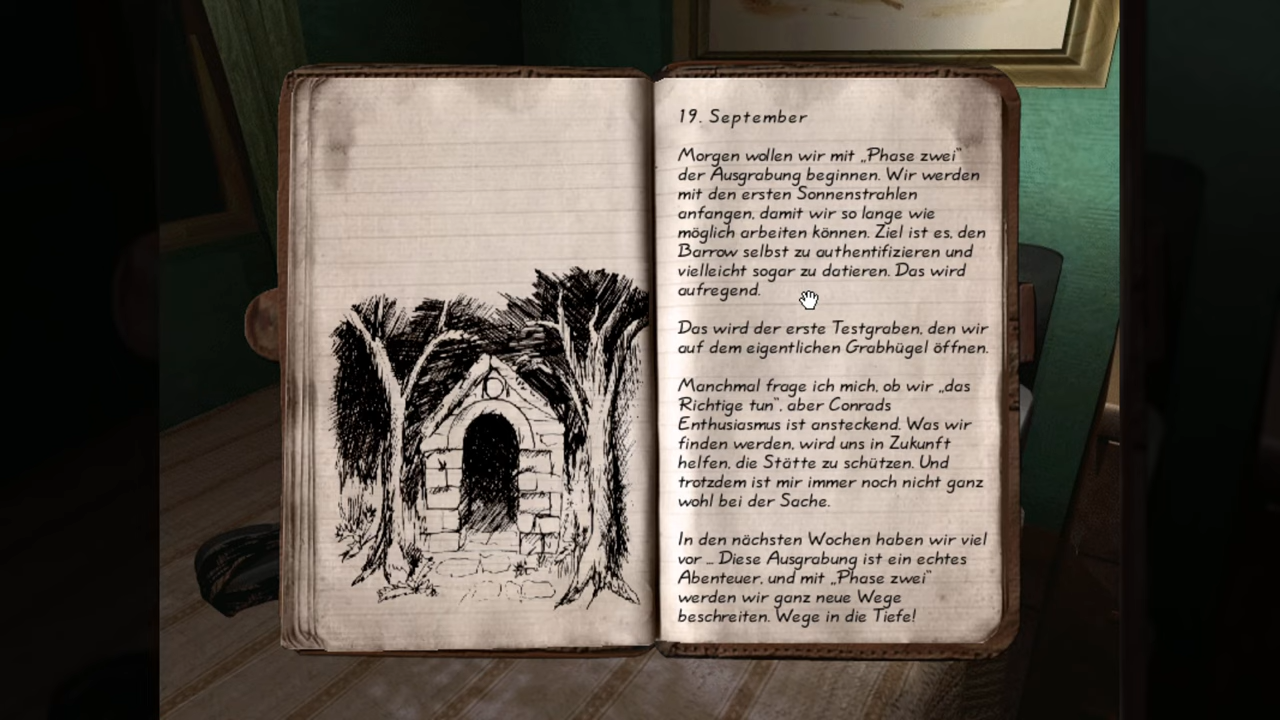 19. September
Morgen wollen wir mit „Phase zwei“
der Ausgrabung beginnen. Wir werden
mit den ersten Sonnenstrahlen
anfangen, damit wir so lange wie
möglich arbeiten können. Ziel ist es, den
Barrow selbst zu authentifizieren und
vielleicht sogar zu datieren. Das wird
aufregend.
Das wird der erste Testgraben, den wir
auf dem eigentlichen Grabhügel öffnen.
Manchmal frage ich mich, ob wir „das
Richtige tun“, aber Conrads
Enthusiasmus ist ansteckend. Was wir
finden werden, wird uns in Zukunft
helfen, die Stätte zu schützen. Und
trotzdem ist mir immer noch nicht ganz
wohl bei der Sache.
In den nächsten Wochen haben wir viel
vor ... Diese Ausgrabung ist ein echtes
Abenteuer, und mit „Phase zwei“
werden wir ganz neue Wege
beschreiten. Wege in die Tiefe!